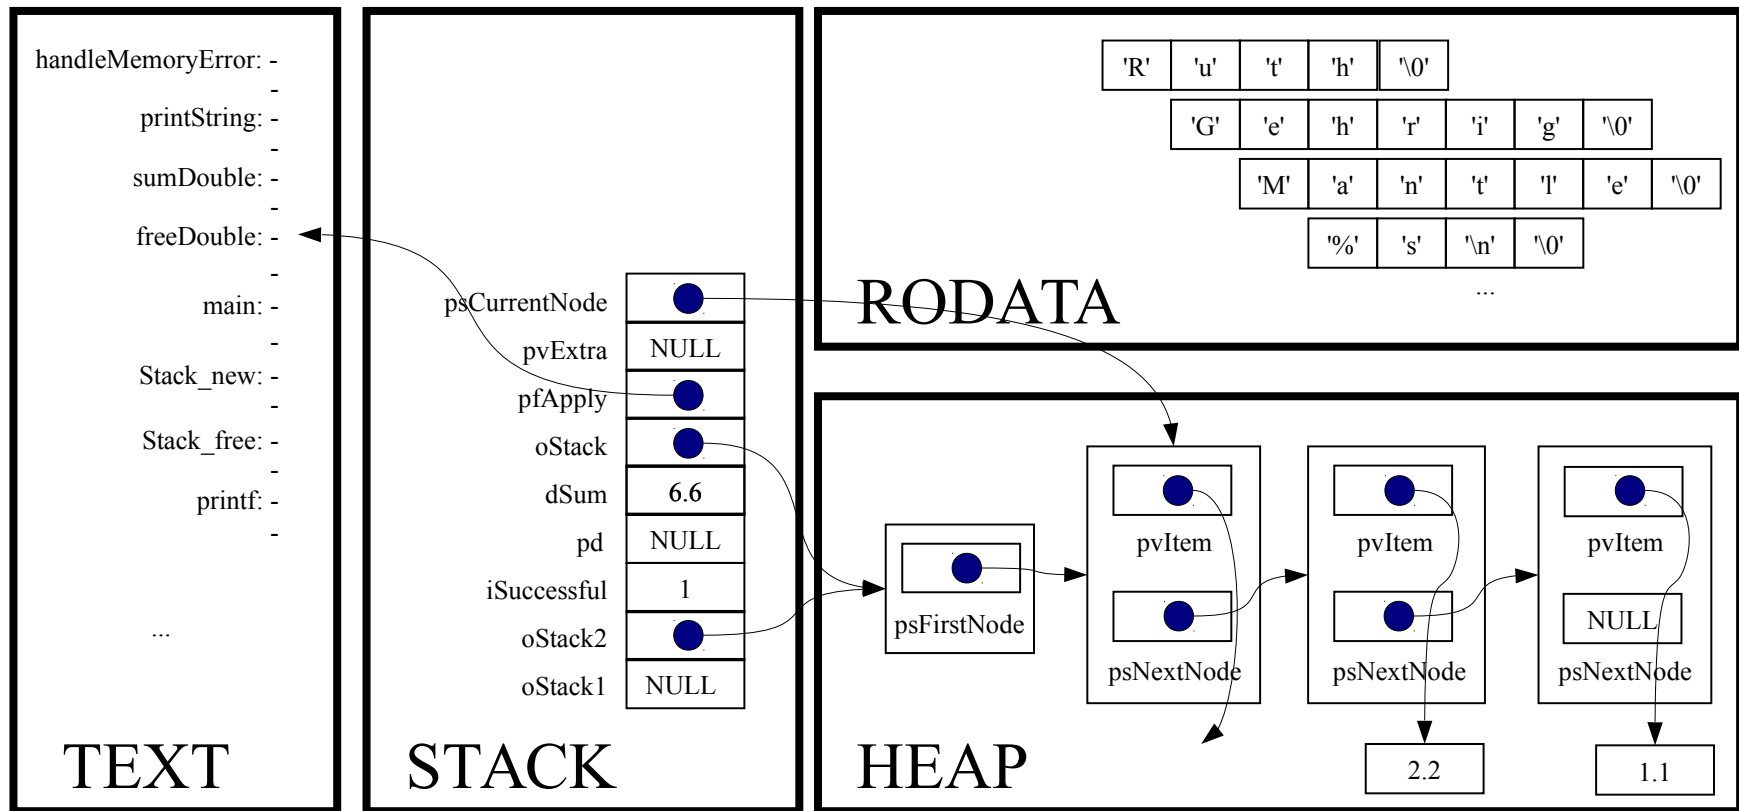 handleMemoryError: -
-
printString: -
-
sumDouble: -
-
freeDouble: -
-
main: -
-
Stack_new: -
-
Stack_free: -
-
printf: -
-
...
TEXT
psCurrentNode
pvExtra NULL
pfApply
oStack
dSum 6.6
pd NULL
iSuccessful 1
oStack2
oStack1 NULL
STACK
'R' 'u' 't' 'h' '\0'
'G' 'e' 'h' 'r' 'i' 'g' '\0'
'M' 'a' 'n' 't' 'l' 'e' '\0'
'%' 's' '\n' '\0'
...
RODATA
psFirstNode
pvItem
psNextNode
pvItem
psNextNode
pvItem
NULL
psNextNode
2.2
1.1
HEAP